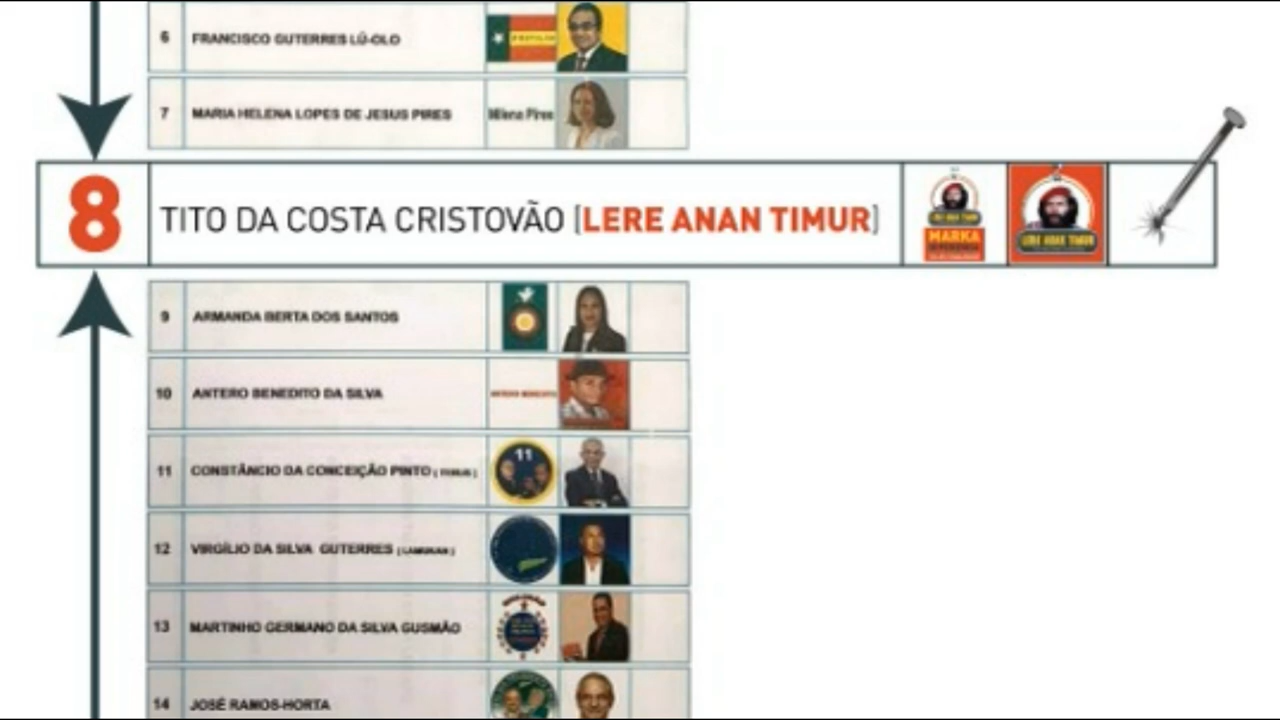 6 FRANCISCO GUTERRES LÚ-OLO
7 MARIA HELENA LOPES DE JESUS PIRES Milena Pires
8 TITO DA COSTA CRISTOVÃO [LERE ANAN TIMUR]
LERE ANAN TIMUR
MARKA
LERE ANAN TIMUR
9 ARMANDA BERTA DOS SANTOS
10 ANTERO BENEDITO DA SILVA
11 CONSTÂNCIO DA CONCEIÇÃO PINTO
11
12 VIRGÍLIO DA SILVA GUTERRES
13 MARTINHO GERMANO DA SILVA GUSMÃO
14 JOSÉ RAMOS-HORTA